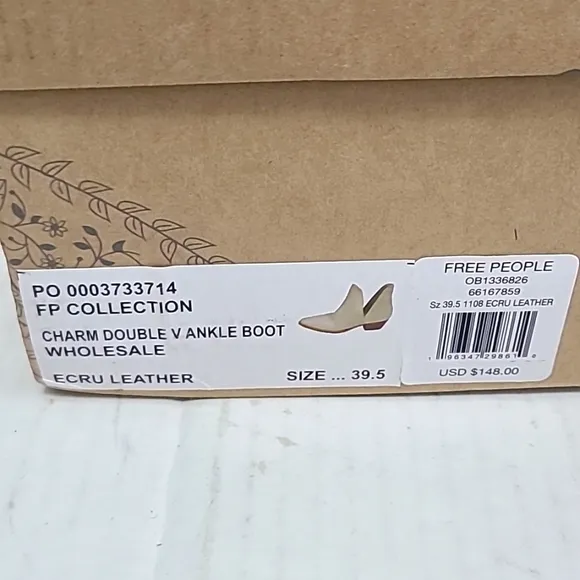 PO 0003733714
FP COLLECTION
CHARM DOUBLE V ANKLE BOOT
WHOLESALE
ECRU LEATHER
SIZE ... 39.5
FREE PEOPLE
OB1336826
66167859
Sz 39.5 1108 ECRU LEATHER
USD $148.00